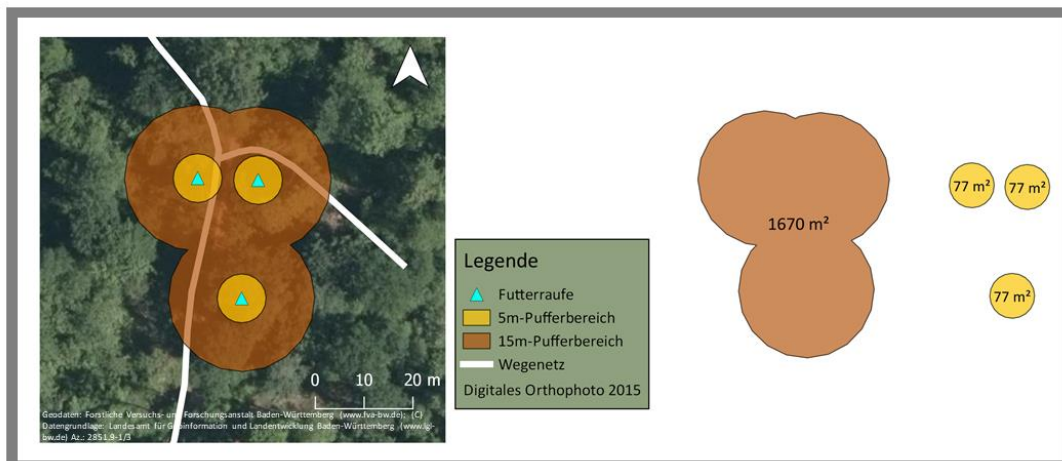 Geodaten: Forstliche Versuchs- und Forschungsanstalt Baden-Württemberg (www.fva-bw.de); (C)
Datengrundlage: Landesamt für Geoinformation und Landentwicklung Baden-Württemberg (www.lgl-
bw.de) Az.: 2851.9-1/3
0 10 20 m
Legende
Futterraufe
5m-Pufferbereich
15m-Pufferbereich
Wegenetz
Digitales Orthophoto 2015
1670 m²
77 m²
77 m²
77 m²